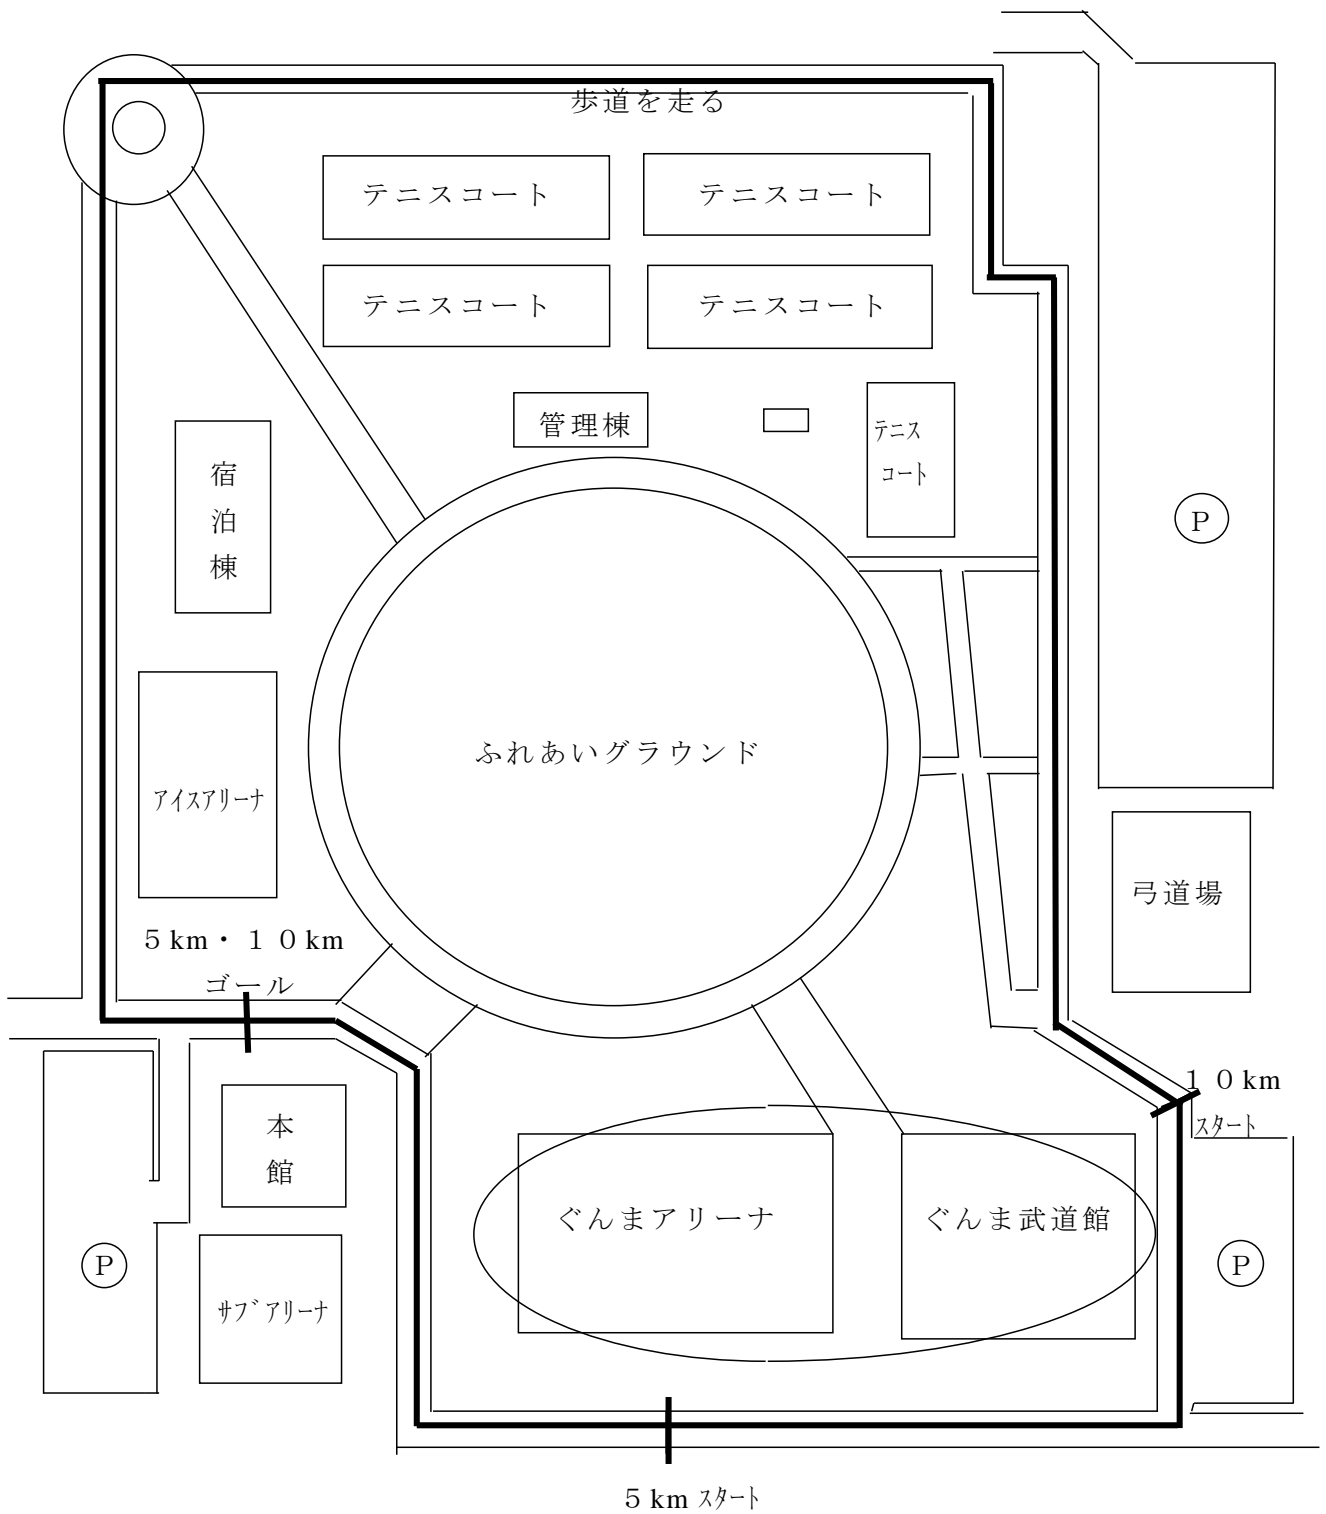 歩道を走る
テニスコート
テニスコート
テニスコート
テニスコート
管理棟
テニス
コート
宿
泊
棟
Ⓟ
ふれあいグラウンド
アイスアリーナ
弓道場
５km・１０km
ゴール
１０km
スタート
本
館
ぐんまアリーナ
ぐんま武道館
Ⓟ
Ⓟ
サブアリーナ
５km スタート